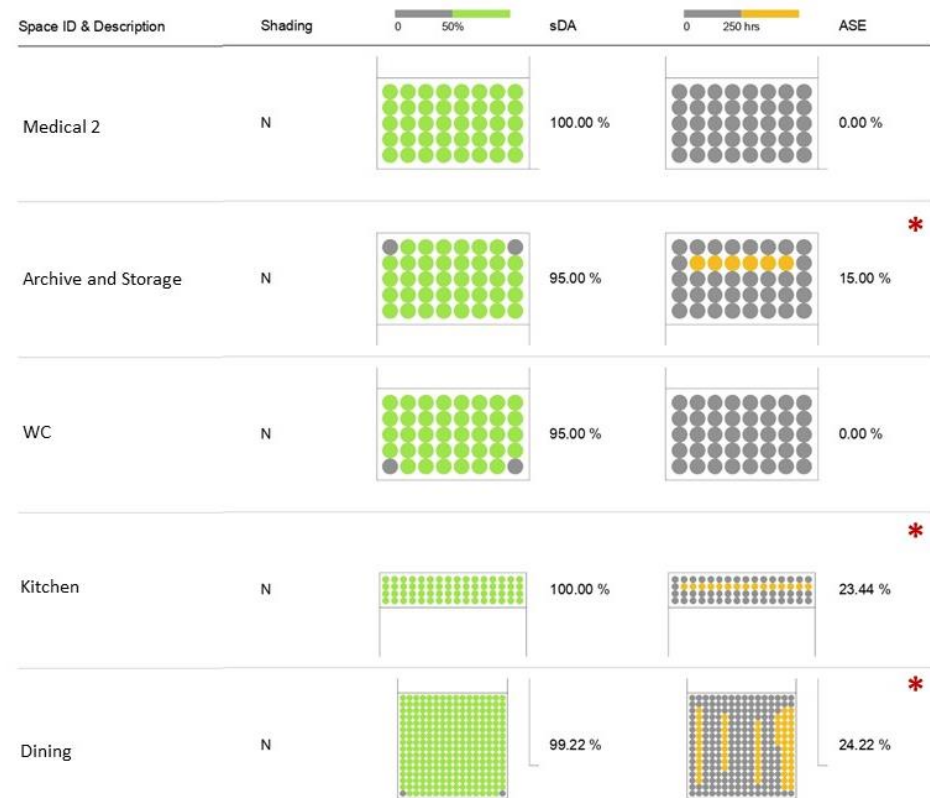 Space ID & Description Shading 0 50% sDA 0 250 hrs ASE
Medical 2 N 100.00 % 0.00 %
*
Archive and Storage N 95.00 % 15.00 %
WC N 95.00 % 0.00 %
*
Kitchen N 100.00 % 23.44 %
*
Dining N 99.22 % 24.22 %